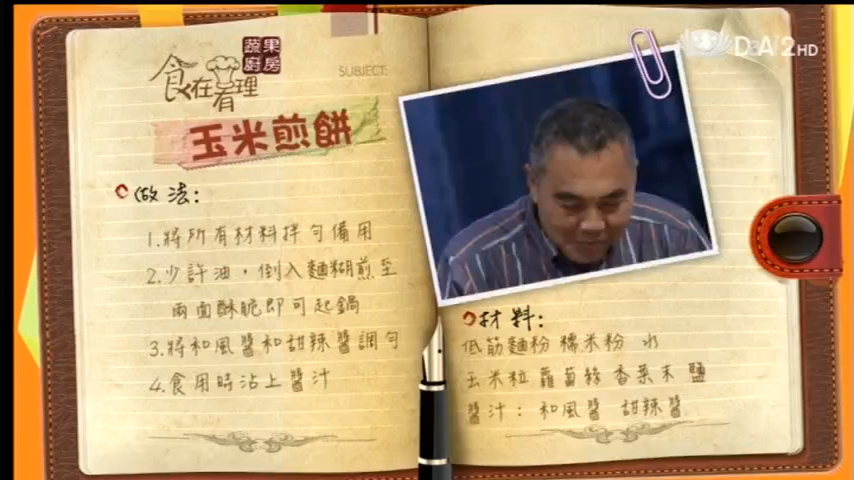 蔬果
廚房
食在有理
SUBJECT:
玉米煎餅
做法:
1.將所有材料拌勻備用
2.少許油，倒入麵糊煎至
兩面酥脆即可起鍋
3.將和風醬和甜辣醬調勻
4.食用時沾上醬汁
DaAi2 HD
材料:
低筋麵粉 糯米粉 水
玉米粒 蘿蔔絲 香菜末 鹽
醬汁: 和風醬 甜辣醬